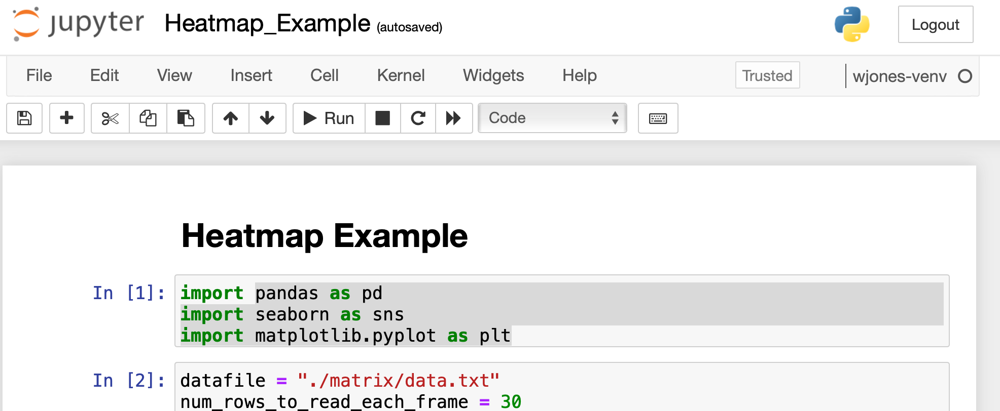 jupyter Heatmap_Example (autosaved) Logout
File Edit View Insert Cell Kernel Widgets Help Trusted wjones-venv
Run Code
Heatmap Example
In [1]: import pandas as pd
import seaborn as sns
import matplotlib.pyplot as plt
In [2]: datafile = "./matrix/data.txt"
num_rows_to_read_each_frame = 30